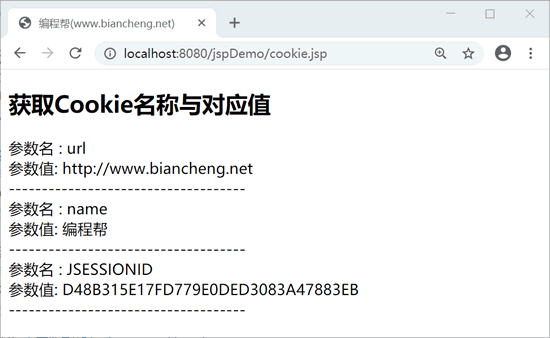 编程帮(www.biancheng.net)
localhost:8080/jspDemo/cookie.jsp
获取Cookie名称与对应值
参数名 : url
参数值: http://www.biancheng.net
------------------------------------
参数名 : name
参数值: 编程帮
------------------------------------
参数名 : JSESSIONID
参数值: D48B315E17FD779E0DED3083A47883EB
------------------------------------